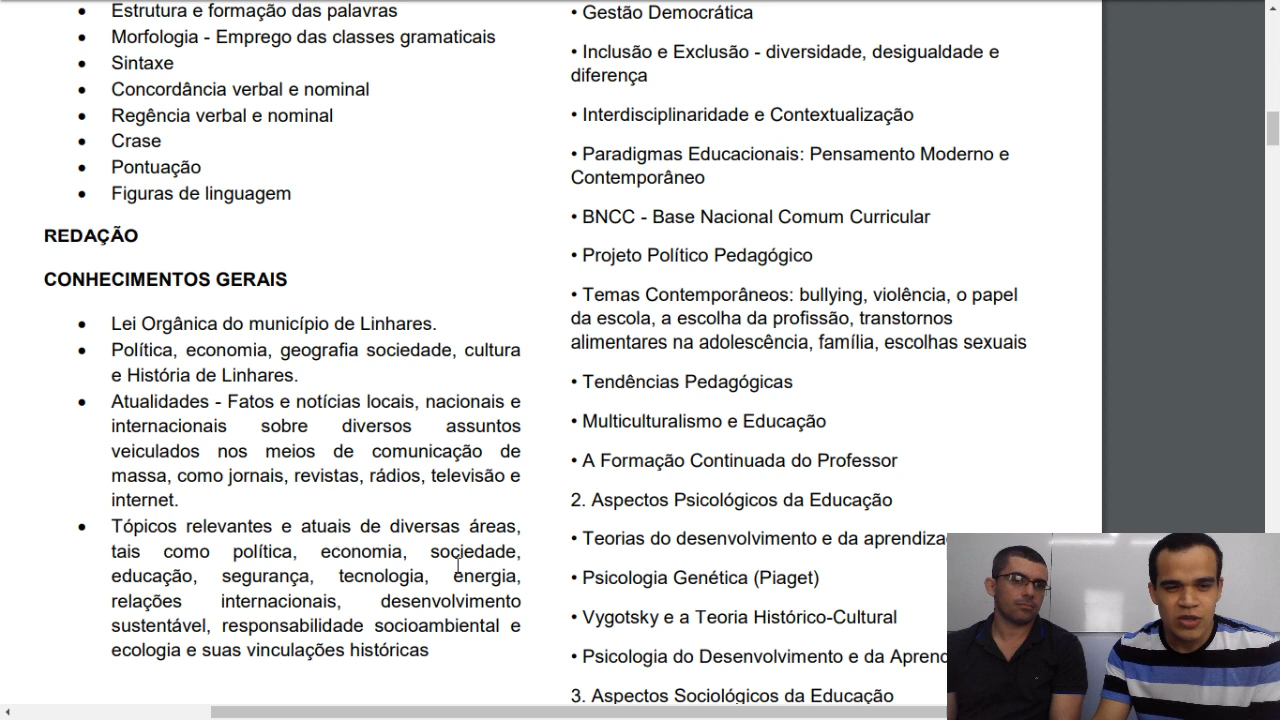 Estrutura e formação das palavras
• Morfologia - Emprego das classes gramaticais
• Sintaxe
• Concordância verbal e nominal
• Regência verbal e nominal
• Crase
• Pontuação
• Figuras de linguagem
REDAÇÃO
CONHECIMENTOS GERAIS
• Lei Orgânica do município de Linhares.
• Política, economia, geografia sociedade, cultura
e História de Linhares.
• Atualidades - Fatos e notícias locais, nacionais e
internacionais sobre diversos assuntos
veiculados nos meios de comunicação de
massa, como jornais, revistas, rádios, televisão e
internet.
• Tópicos relevantes e atuais de diversas áreas,
tais como política, economia, sociedade,
educação, segurança, tecnologia, energia,
relações internacionais, desenvolvimento
sustentável, responsabilidade socioambiental e
ecologia e suas vinculações históricas
• Gestão Democrática
• Inclusão e Exclusão - diversidade, desigualdade e
diferença
• Interdisciplinaridade e Contextualização
• Paradigmas Educacionais: Pensamento Moderno e
Contemporâneo
• BNCC - Base Nacional Comum Curricular
• Projeto Político Pedagógico
• Temas Contemporâneos: bullying, violência, o papel
da escola, a escolha da profissão, transtornos
alimentares na adolescência, família, escolhas sexuais
• Tendências Pedagógicas
• Multiculturalismo e Educação
• A Formação Continuada do Professor
2. Aspectos Psicológicos da Educação
• Teorias do desenvolvimento e da aprendiza
• Psicologia Genética (Piaget)
• Vygotsky e a Teoria Histórico-Cultural
• Psicologia do Desenvolvimento e da Apren
3. Aspectos Sociológicos da Educação